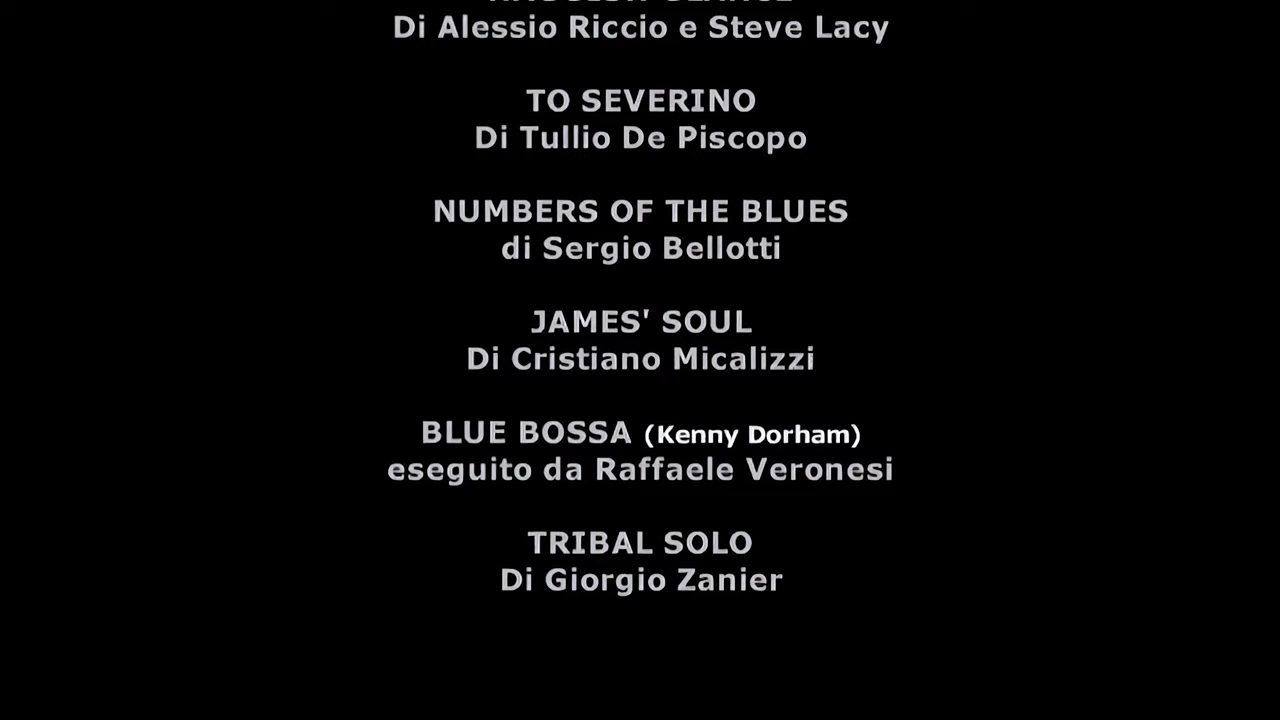 Di Alessio Riccio e Steve Lacy
TO SEVERINO
Di Tullio De Piscopo
NUMBERS OF THE BLUES
di Sergio Bellotti
JAMES' SOUL
Di Cristiano Micalizzi
BLUE BOSSA (Kenny Dorham)
eseguito da Raffaele Veronesi
TRIBAL SOLO
Di Giorgio Zanier